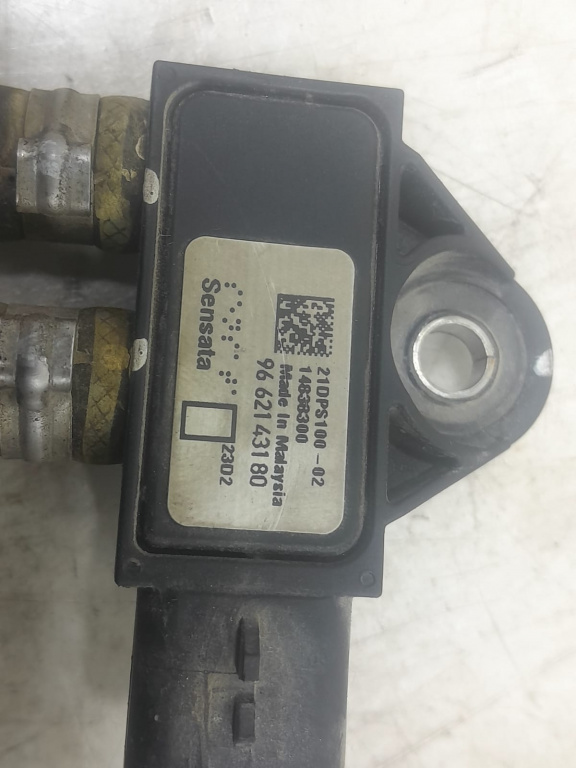 21DPS100-02
14838300
Made In Malaysia
96 621 431 80
Sensata
23D2